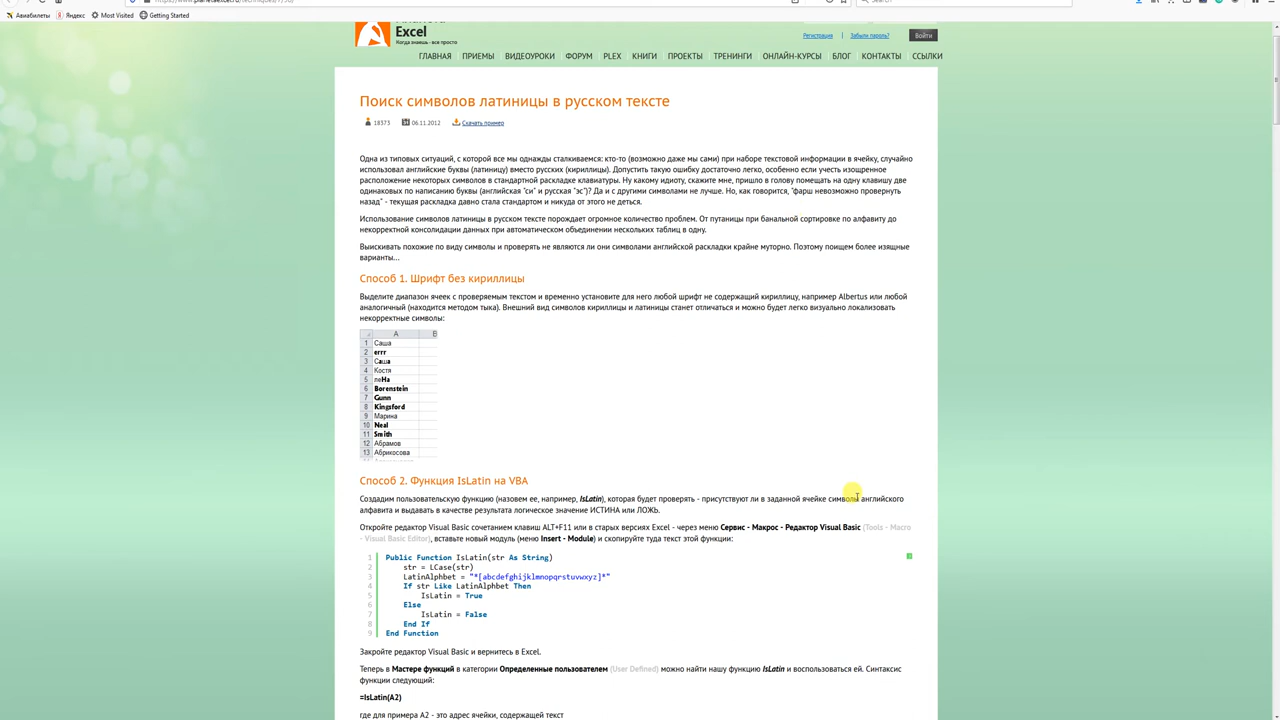 Авиабилеты Яндекс Most Visited Getting Started
Excel
Когда знаешь - все просто
Регистрация | Забыли пароль? Войти
ГЛАВНАЯ ПРИЕМЫ ВИДЕОУРОКИ ФОРУМ PLEX КНИГИ ПРОЕКТЫ ТРЕНИНГИ ОНЛАЙН-КУРСЫ БЛОГ КОНТАКТЫ ССЫЛКИ
Поиск символов латиницы в русском тексте
18373 06.11.2012 Скачать пример
Одна из типовых ситуаций, с которой все мы однажды сталкиваемся: кто-то (возможно даже мы сами) при наборе текстовой информации в ячейку, случайно
использовал английские буквы (латиницу) вместо русских (кириллицы). Допустить такую ошибку достаточно легко, особенно если учесть изощренное
расположение некоторых символов в стандартной раскладке клавиатуры. Ну какому идиоту, скажите мне, пришло в голову помещать на одну клавишу две
одинаковых по написанию буквы (английская "си" и русская "эс")? Да и с другими символами не лучше. Но, как говорится, "фарш невозможно провернуть
назад" - текущая раскладка давно стала стандартом и никуда от этого не деться.
Использование символов латиницы в русском тексте порождает огромное количество проблем. От путаницы при банальной сортировке по алфавиту до
некорректной консолидации данных при автоматическом объединении нескольких таблиц в одну.
Выискивать похожие по виду символы и проверять не являются ли они символами английской раскладки крайне муторно. Поэтому поищем более изящные
варианты...
Способ 1. Шрифт без кириллицы
Выделите диапазон ячеек с проверяемым текстом и временно установите для него любой шрифт не содержащий кириллицу, например Albertus или любой
аналогичный (находится методом тыка). Внешний вид символов кириллицы и латиницы станет отличаться и можно будет легко визуально локализовать
некорректные символы:
A B
1 Саша
2 errr
3 Саша
4 Костя
5 леНа
6 Borenstein
7 Gunn
8 Kingsford
9 Марина
10 Neal
11 Smith
12 Абрамов
13 Абрикосова
Способ 2. Функция IsLatin на VBA
Создадим пользовательскую функцию (назовем ее, например, IsLatin), которая будет проверять - присутствуют ли в заданной ячейке символы английского
алфавита и выдавать в качестве результата логическое значение ИСТИНА или ЛОЖЬ.
Откройте редактор Visual Basic сочетанием клавиш ALT+F11 или в старых версиях Excel - через меню Сервис - Макрос - Редактор Visual Basic (Tools - Macro
- Visual Basic Editor), вставьте новый модуль (меню Insert - Module) и скопируйте туда текст этой функции:
1 Public Function IsLatin(str As String)
2 str = LCase(str)
3 LatinAlphbet = "*[abcdefghijklmnopqrstuvwxyz]*"
4 If str Like LatinAlphbet Then
5 IsLatin = True
6 Else
7 IsLatin = False
8 End If
9 End Function
Закройте редактор Visual Basic и вернитесь в Excel.
Теперь в Мастере функций в категории Определенные пользователем (User Defined) можно найти нашу функцию IsLatin и воспользоваться ей. Синтаксис
функции следующий:
=IsLatin(A2)
где для примера A2 - это адрес ячейки, содержащей текст